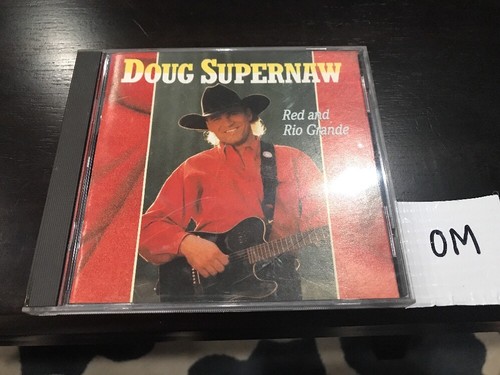 DOUG SUPERNAW
Red and
Rio Grande
OM